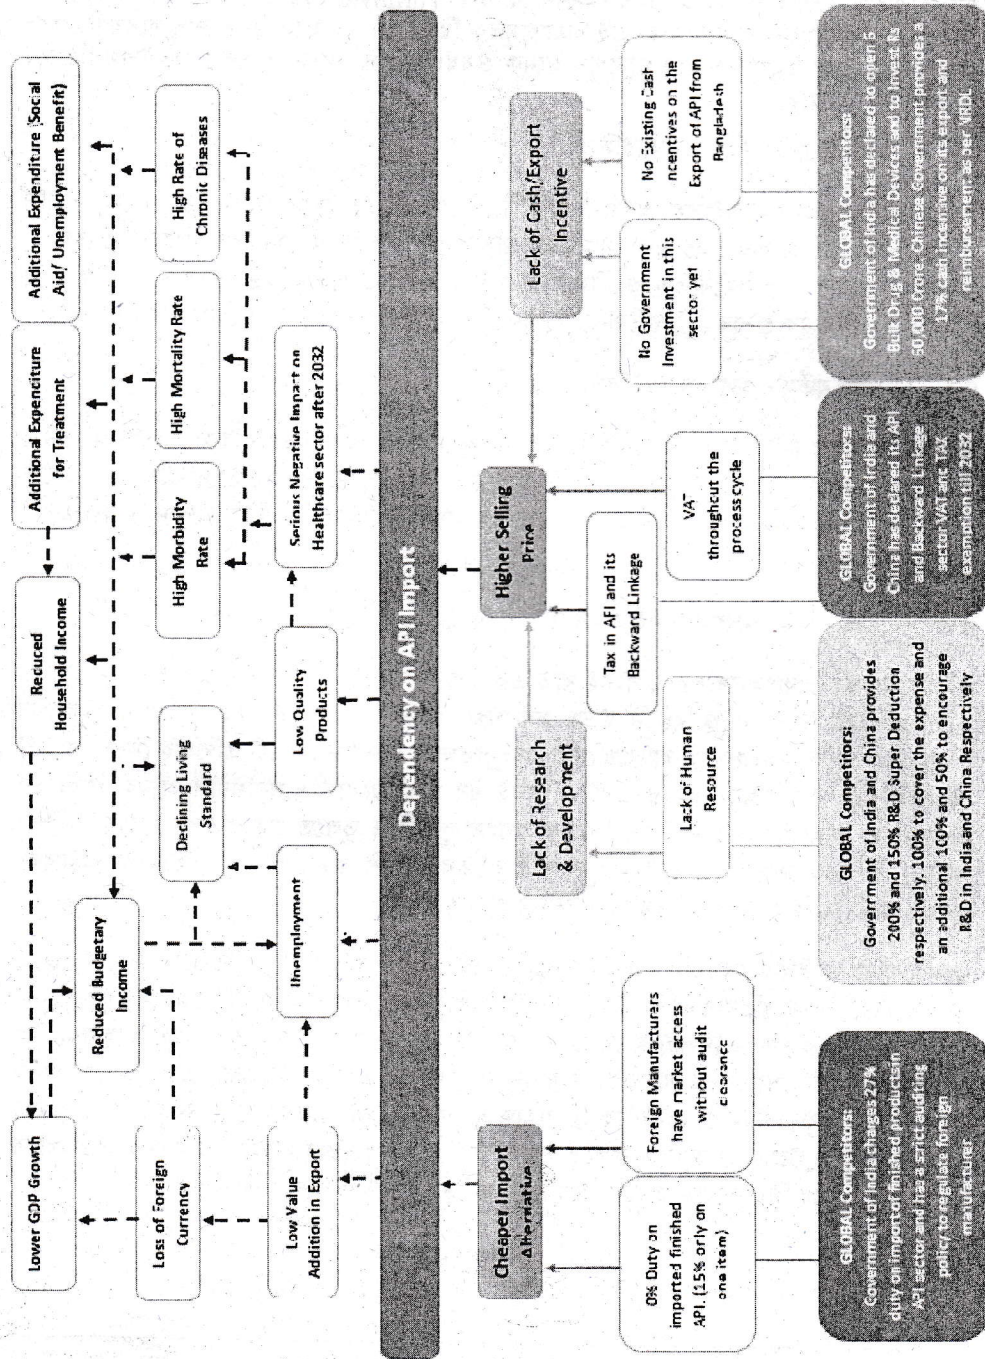 Lower GDP Growth
Reduced
Household Income
Additional Expenditure
for Treatment
Additional Expenditure (Social
Aid/ Unemployment Benefit)
Reduced Budgetary
Income
Loss of Foreign
Currency
Declining Living
Standard
High Morbidity
Rate
High Mortality Rate
High Rate of
Chronic Diseases
Low Value
Addition in Export
Unemployment
Low Quality
Products
Serious Negative Impact on
Healthcare sector after 2032
Dependency on API Import
Cheaper Import
Alternative
Lack of Research
& Development
Higher Selling
Price
Lack of Cash/Export
Incentive
0% Duty on
imported finished
API. (15% only on
one item)
Foreign Manufacturers
have market access
without audit
clearance
Lack of Human
Resource
Tax in API and its
Backward Linkage
VAT
throughout the
process cycle
No Government
Investment in this
sector yet
No Existing Cash
Incentives on the
Export of API from
Bangladesh
GLOBAL Competitors:
Government of India charges 27%
duty on import of finished products in
API sector and has a strict auditing
policy to regulate foreign
manufacturer
GLOBAL Competitors:
Government of India and China provides
200% and 150% R&D Super Deduction
respectively. 100% to cover the expense and
an additional 100% and 50% to encourage
R&D in India and China Respectively
GLOBAL Competitors:
Government of India and
China has declared its API
and Backward Linkage
sector VAT and TAX
exemption till 2032
GLOBAL Competitors:
Government of India has declared to open 6
Bulk Drug & Medical Devices and to Invest Rs
60,000 Crore. Chinese Government provides a
17% cash incentive on its export and
reimbursement as per VRDL